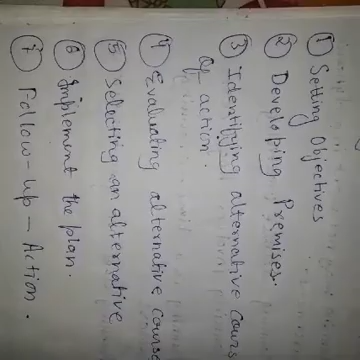 ① Setting Objectives
② Developing Premises.
③ Identifying alternative Cours
of action.
④ Evaluating alternative course
⑤ Selecting an alternative
⑥ Implement the plan.
⑦ Follow-Up-Action.